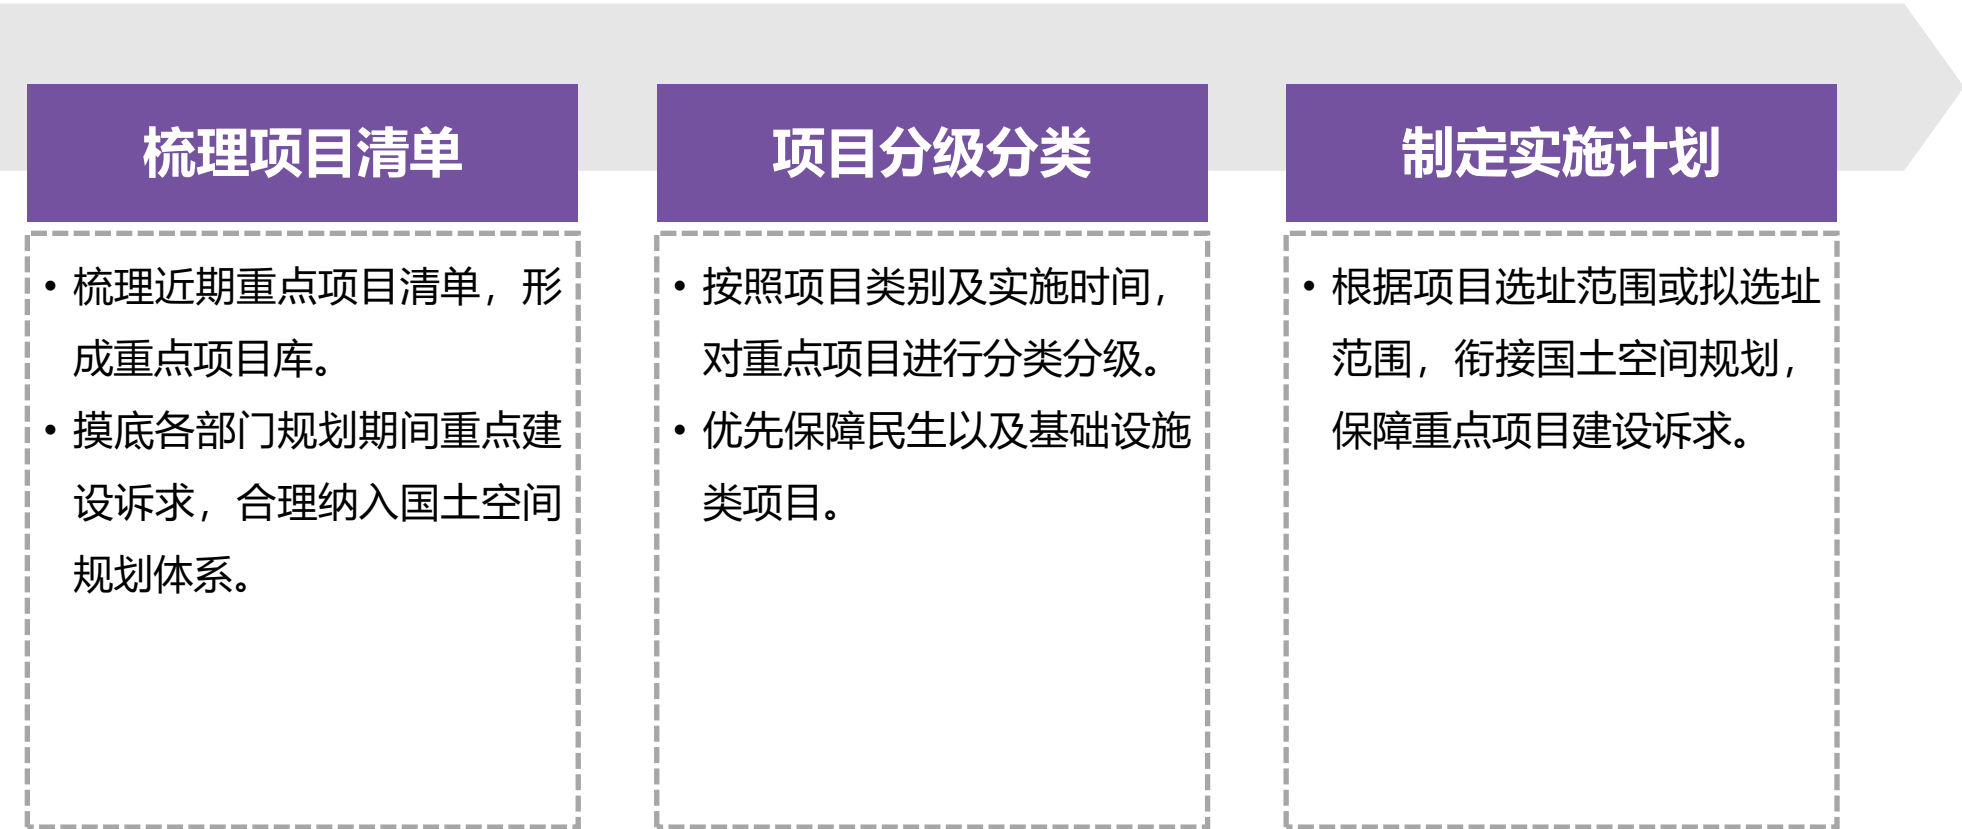 梳理项目清单
• 梳理近期重点项目清单，形
成重点项目库。
• 摸底各部门规划期间重点建
设诉求，合理纳入国土空间
规划体系。
项目分级分类
• 按照项目类别及实施时间，
对重点项目进行分类分级。
• 优先保障民生以及基础设施
类项目。
制定实施计划
• 根据项目选址范围或拟选址
范围，衔接国土空间规划，
保障重点项目建设诉求。